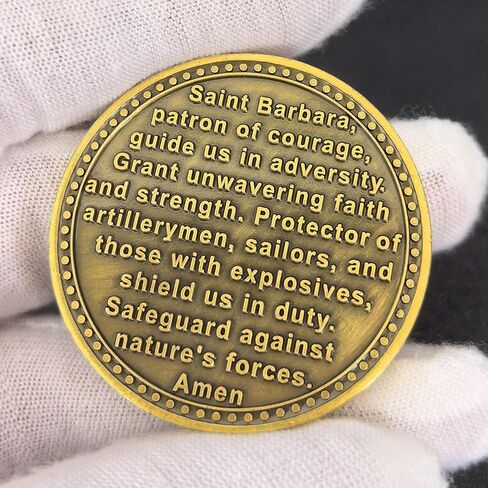 Saint Barbara,
patron of courage,
guide us in adversity.
Grant unwavering faith
and strength. Protector of
artillerymen, sailors, and
those with explosives,
shield us in duty.
Safeguard against
nature's forces.
Amen